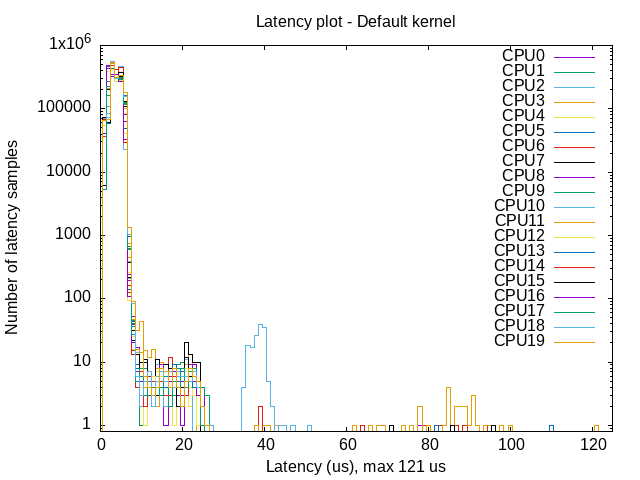 Latency plot - Default kernel
1x10⁶
100000
10000
1000
100
10
1
Number of latency samples
CPU0
CPU1
CPU2
CPU3
CPU4
CPU5
CPU6
CPU7
CPU8
CPU9
CPU10
CPU11
CPU12
CPU13
CPU14
CPU15
CPU16
CPU17
CPU18
CPU19
0 20 40 60 80 100 120
Latency (us), max 121 us